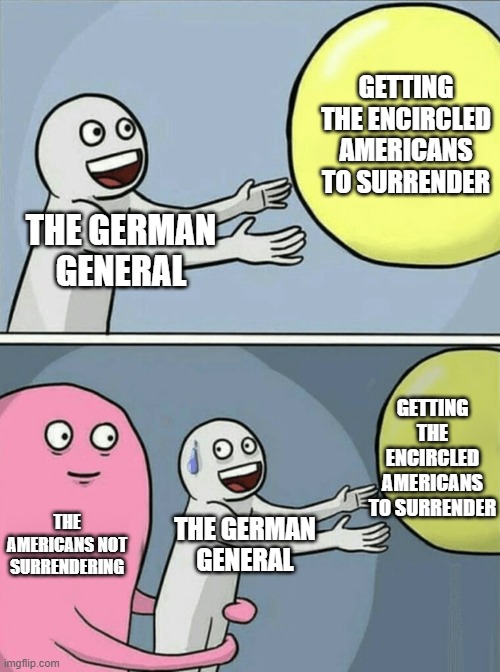 GETTING
THE ENCIRCLED
AMERICANS
TO SURRENDER
THE GERMAN
GENERAL
GETTING
THE
ENCIRCLED
AMERICANS
TO SURRENDER
THE
AMERICANS NOT
SURRENDERING
THE GERMAN
GENERAL
imgflip.com